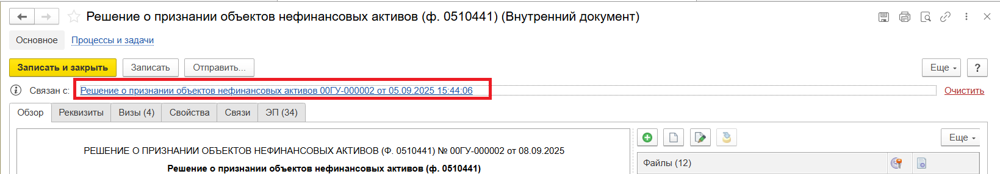 Решение о признании объектов нефинансовых активов (ф. 0510441) (Внутренний документ)
Основное Процессы и задачи
Записать и закрыть Записать Отправить... Еще ?
Связан с: Решение о признании объектов нефинансовых активов 00ГУ-000002 от 05.09.2025 15:44:06 Очистить
Обзор Реквизиты Визы (4) Свойства Связи ЭП (34)
Еще
РЕШЕНИЕ О ПРИЗНАНИИ ОБЪЕКТОВ НЕФИНАНСОВЫХ АКТИВОВ (Ф. 0510441) № 00ГУ-000002 от 08.09.2025
Решение о признании объектов нефинансовых активов (ф. 0510441)
Файлы (12)